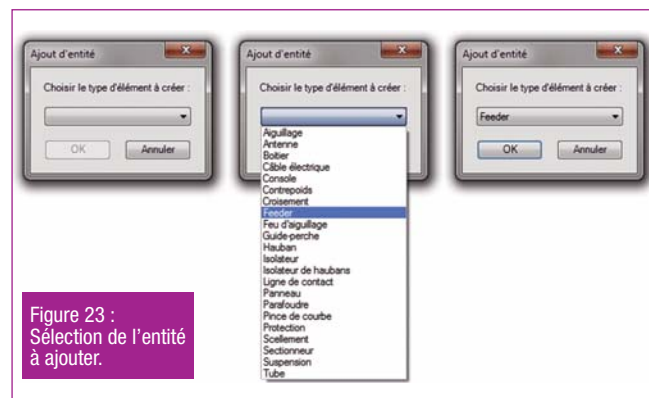 Ajout d'entité
Choisir le type d'élément à créer :
OK
Annuler
Ajout d'entité
Choisir le type d'élément à créer :
Aiguillage
Antenne
Boitier
Câble électrique
Console
Contrepoids
Croisement
Feeder
Feu d'aiguillage
Guide-perche
Hauban
Isolateur
Isolateur de haubans
Ligne de contact
Panneau
Parafoudre
Pince de courbe
Protection
Scellement
Sectionneur
Suspension
Tube
Ajout d'entité
Choisir le type d'élément à créer :
Feeder
OK
Annuler
Figure 23 :
Sélection de l'entité
à ajouter.